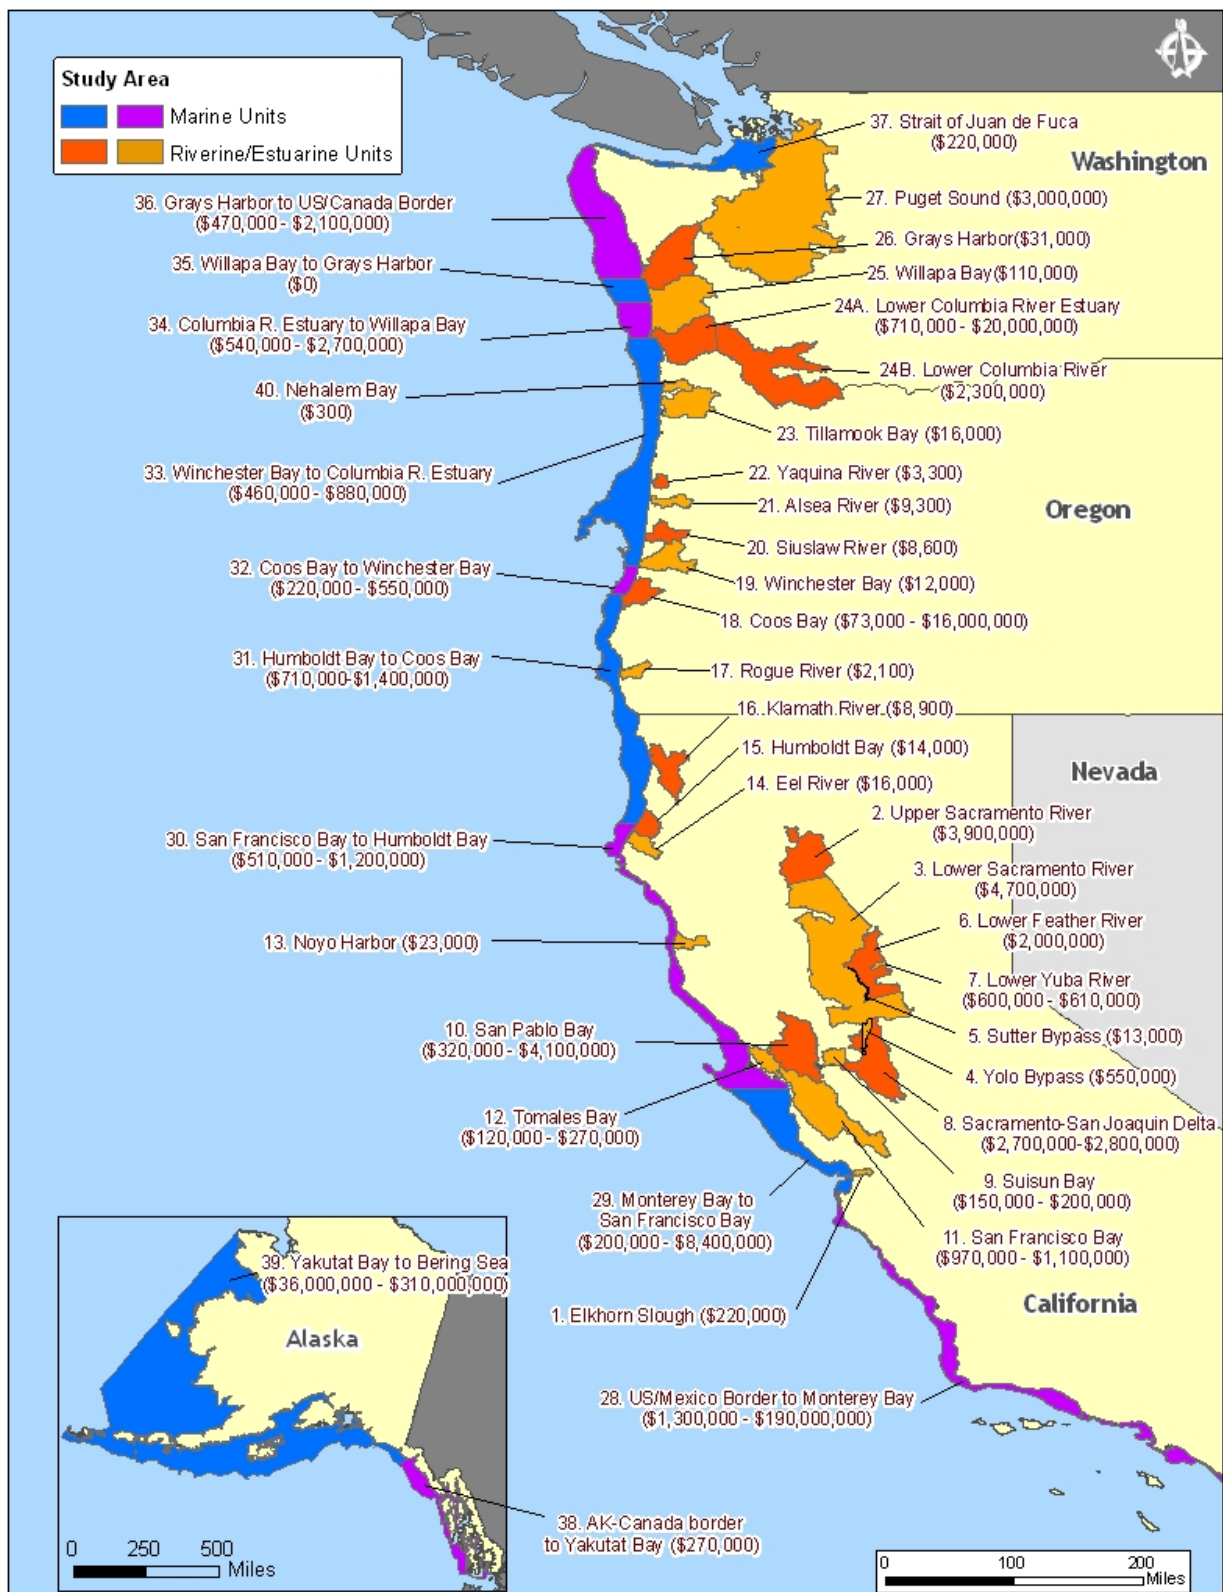 Study Area
Marine Units
Riverine/Estuarine Units
37. Strait of Juan de Fuca
($220,000)
Washington
27. Puget Sound ($3,000,000)
36. Grays Harbor to US/Canada Border
($470,000 - $2,100,000)
26. Grays Harbor($31,000)
35. Willapa Bay to Grays Harbor
($0)
25. Willapa Bay ($110,000)
24A. Lower Columbia River Estuary
($710,000 - $20,000,000)
34. Columbia R. Estuary to Willapa Bay
($540,000 - $2,700,000)
24B. Lower Columbia River
($2,300,000)
40. Nehalem Bay
($300)
23. Tillamook Bay ($16,000)
33. Winchester Bay to Columbia R. Estuary
($460,000 - $880,000)
22. Yaquina River ($3,300)
21. Alsea River ($9,300)
Oregon
20. Siuslaw River ($8,600)
32. Coos Bay to Winchester Bay
($220,000 - $550,000)
19. Winchester Bay ($12,000)
18. Coos Bay ($73,000 - $16,000,000)
31. Humboldt Bay to Coos Bay
($710,000-$1,400,000)
17. Rogue River ($2,100)
16. Klamath River ($8,900)
15. Humboldt Bay ($14,000)
Nevada
14. Eel River ($16,000)
2. Upper Sacramento River
($3,900,000)
30. San Francisco Bay to Humboldt Bay
($510,000 - $1,200,000)
3. Lower Sacramento River
($4,700,000)
6. Lower Feather River
($2,000,000)
13. Noyo Harbor ($23,000)
7. Lower Yuba River
($600,000 - $610,000)
10. San Pablo Bay
($320,000 - $4,100,000)
5. Sutter Bypass ($13,000)
4. Yolo Bypass ($550,000)
12. Tomales Bay
($120,000 - $270,000)
8. Sacramento-San Joaquin Delta
($2,700,000-$2,800,000)
9. Suisun Bay
($150,000 - $200,000)
29. Monterey Bay to
San Francisco Bay
($200,000 - $8,400,000)
11. San Francisco Bay
($970,000 - $1,100,000)
39. Yakutat Bay to Bering Sea
($36,000,000 - $310,000,000)
California
1. Elkhorn Slough ($220,000)
Alaska
28. US/Mexico Border to Monterey Bay
($1,300,000 - $190,000,000)
38. AK-Canada border
to Yakutat Bay ($270,000)
0 250 500
Miles
0 100 200
Miles